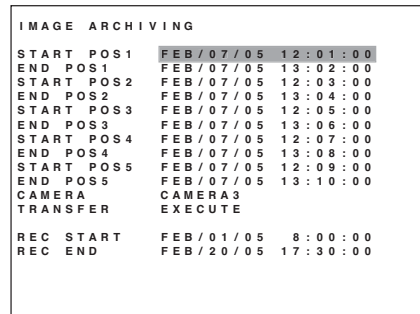 IMAGE ARCHIVING
START POS1 FEB/07/05 12:01:00
END POS1 FEB/07/05 13:02:00
START POS2 FEB/07/05 12:03:00
END POS2 FEB/07/05 13:04:00
START POS3 FEB/07/05 12:05:00
END POS3 FEB/07/05 13:06:00
START POS4 FEB/07/05 12:07:00
END POS4 FEB/07/05 13:08:00
START POS5 FEB/07/05 12:09:00
END POS5 FEB/07/05 13:10:00
CAMERA CAMERA3
TRANSFER EXECUTE
REC START FEB/01/05 8:00:00
REC END FEB/20/05 17:30:00